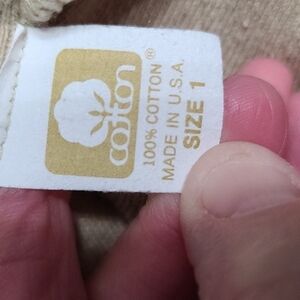 cotton®
100% COTTON
MADE IN U.S.A.
SIZE 1